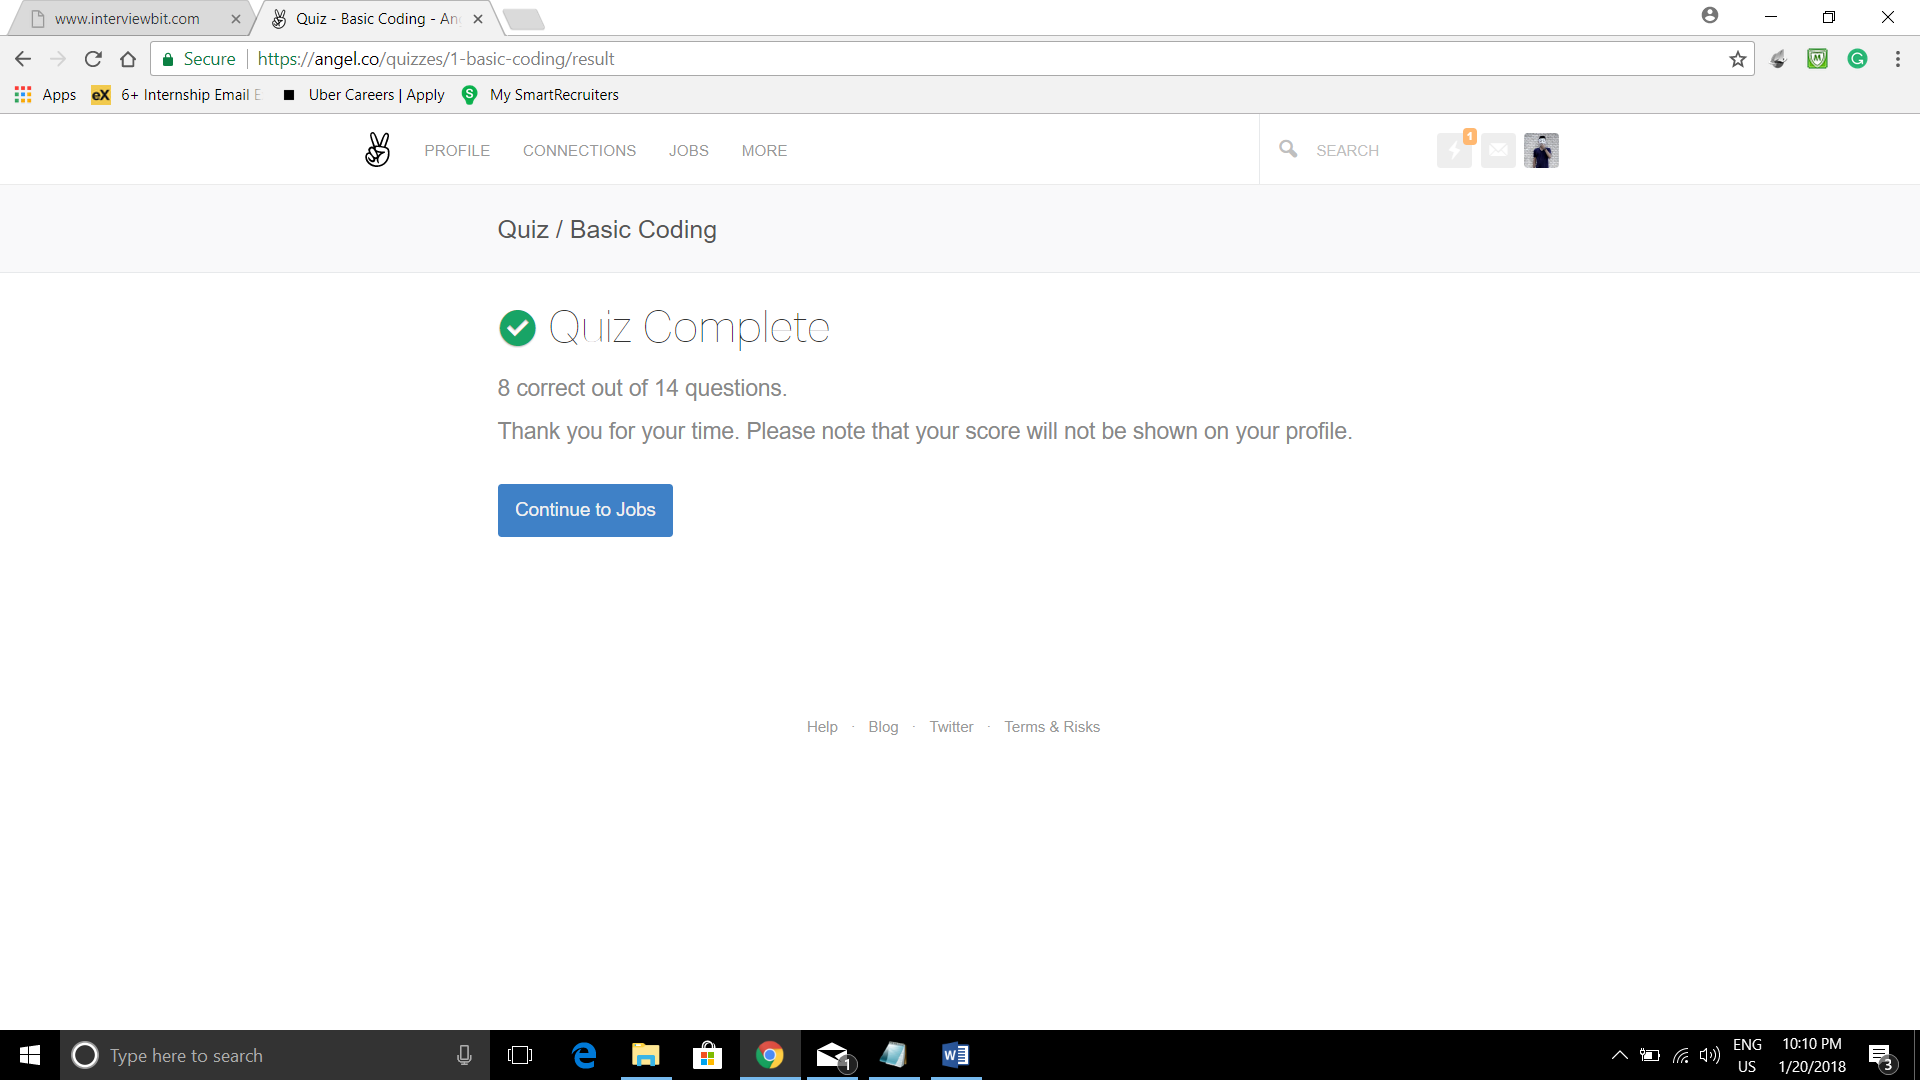 www.interviewbit.com
Quiz - Basic Coding - An
Secure https://angel.co/quizzes/1-basic-coding/result
Apps eX 6+ Internship Email E Uber Careers | Apply S My SmartRecruiters
PROFILE CONNECTIONS JOBS MORE SEARCH 1
Quiz / Basic Coding
Quiz Complete
8 correct out of 14 questions.
Thank you for your time. Please note that your score will not be shown on your profile.
Continue to Jobs
Help · Blog · Twitter · Terms & Risks
Type here to search
1
ENG
US
10:10 PM
1/20/2018
3